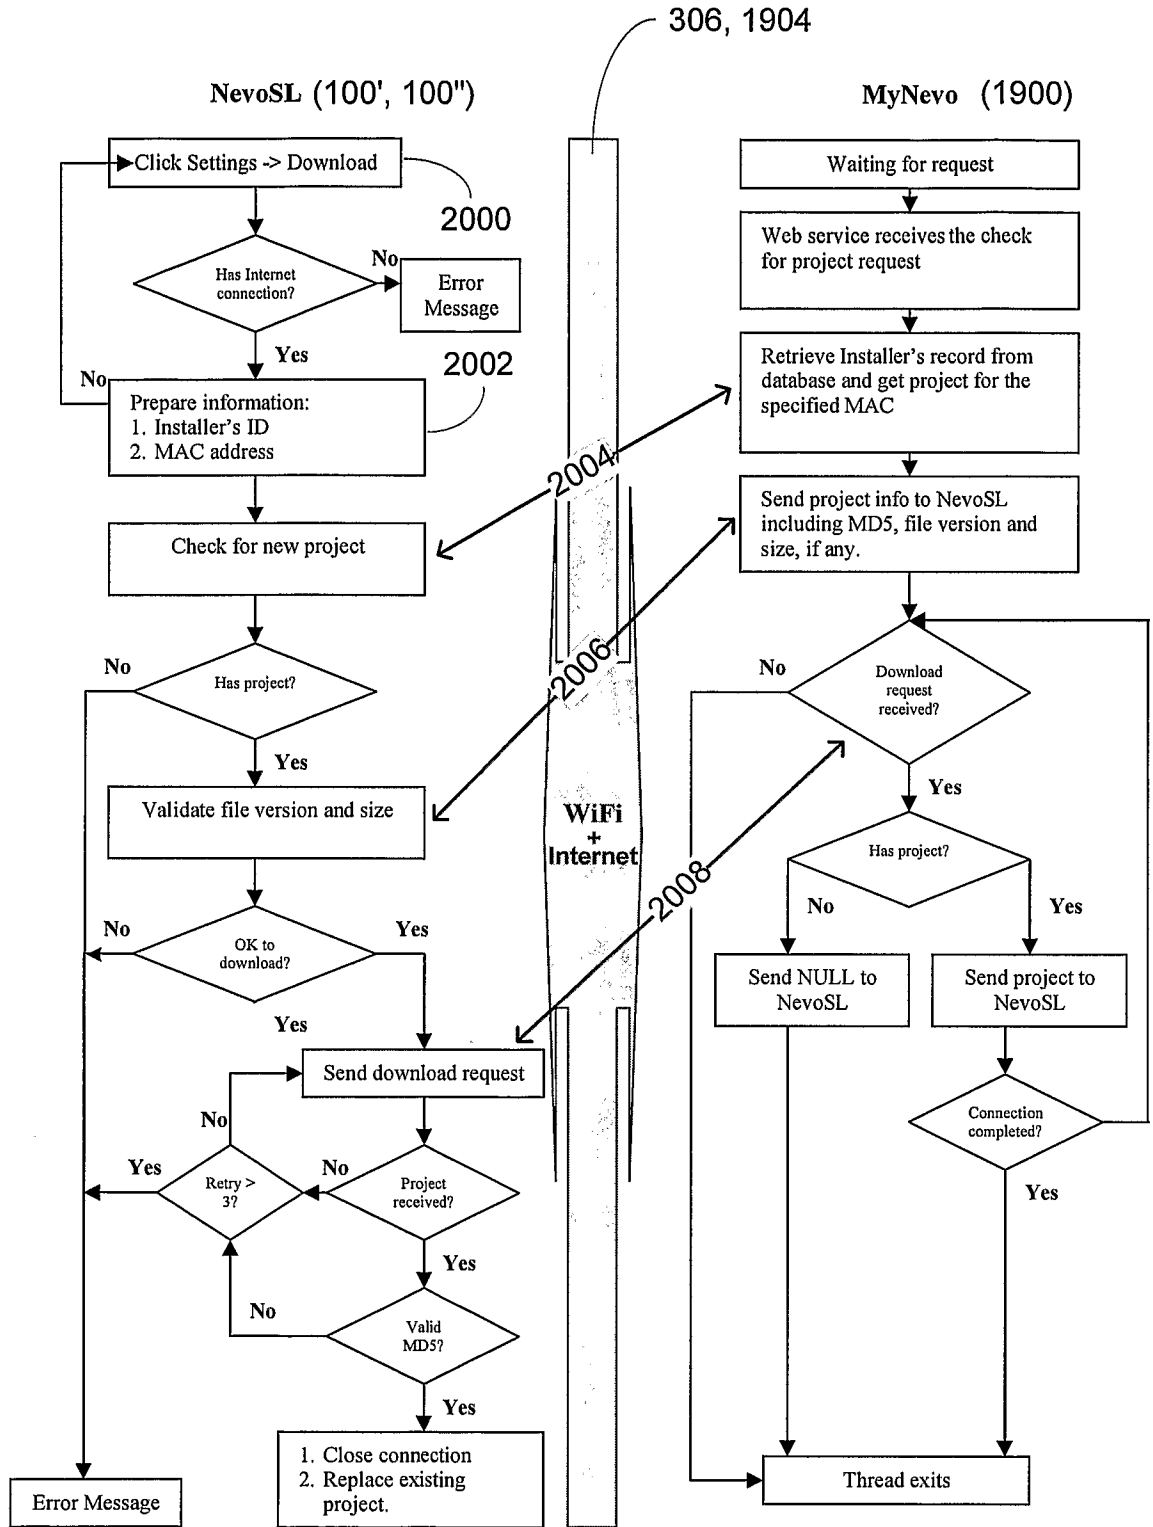 306, 1904
NevoSL (100', 100")
MyNevo (1900)
Click Settings -> Download
2000
Has Internet
connection?
No
Error
Message
Yes
2002
No
Prepare information:
1. Installer's ID
2. MAC address
Check for new project
Has project?
No
Yes
Validate file version and size
OK to
download?
No
Yes
Yes
Send download request
No
Yes
Retry >
3?
No
Project
received?
Yes
No
Valid
MD5?
Yes
1. Close connection
2. Replace existing
project.
Error Message
2004
2006
WiFi
+
Internet
2008
Waiting for request
Web service receives the check
for project request
Retrieve Installer's record from
database and get project for the
specified MAC
Send project info to NevoSL
including MD5, file version and
size, if any.
No
Download
request
received?
Yes
Has project?
No
Yes
Send NULL to
NevoSL
Send project to
NevoSL
Connection
completed?
Yes
Thread exits